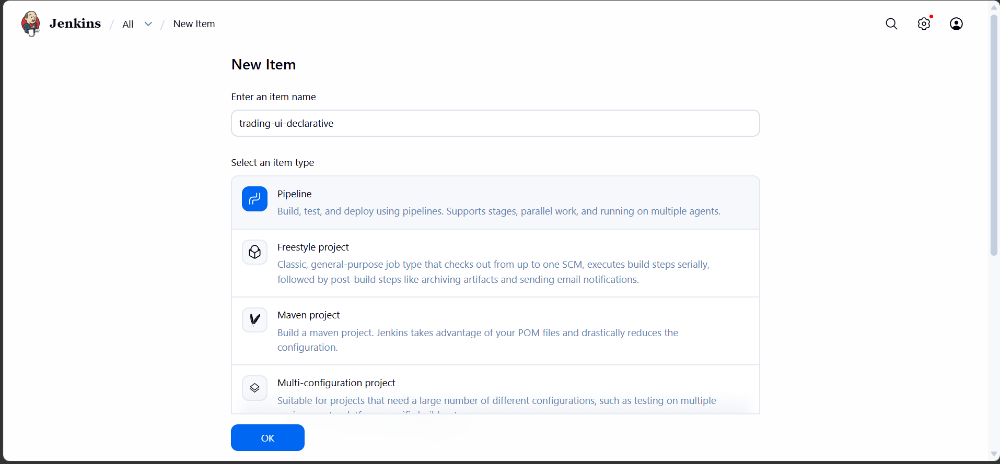 Jenkins / All / New Item
New Item
Enter an item name
trading-ui-declarative
Select an item type
Pipeline
Build, test, and deploy using pipelines. Supports stages, parallel work, and running on multiple agents.
Freestyle project
Classic, general-purpose job type that checks out from up to one SCM, executes build steps serially,
followed by post-build steps like archiving artifacts and sending email notifications.
Maven project
Build a maven project. Jenkins takes advantage of your POM files and drastically reduces the
configuration.
Multi-configuration project
Suitable for projects that need a large number of different configurations, such as testing on multiple
OK